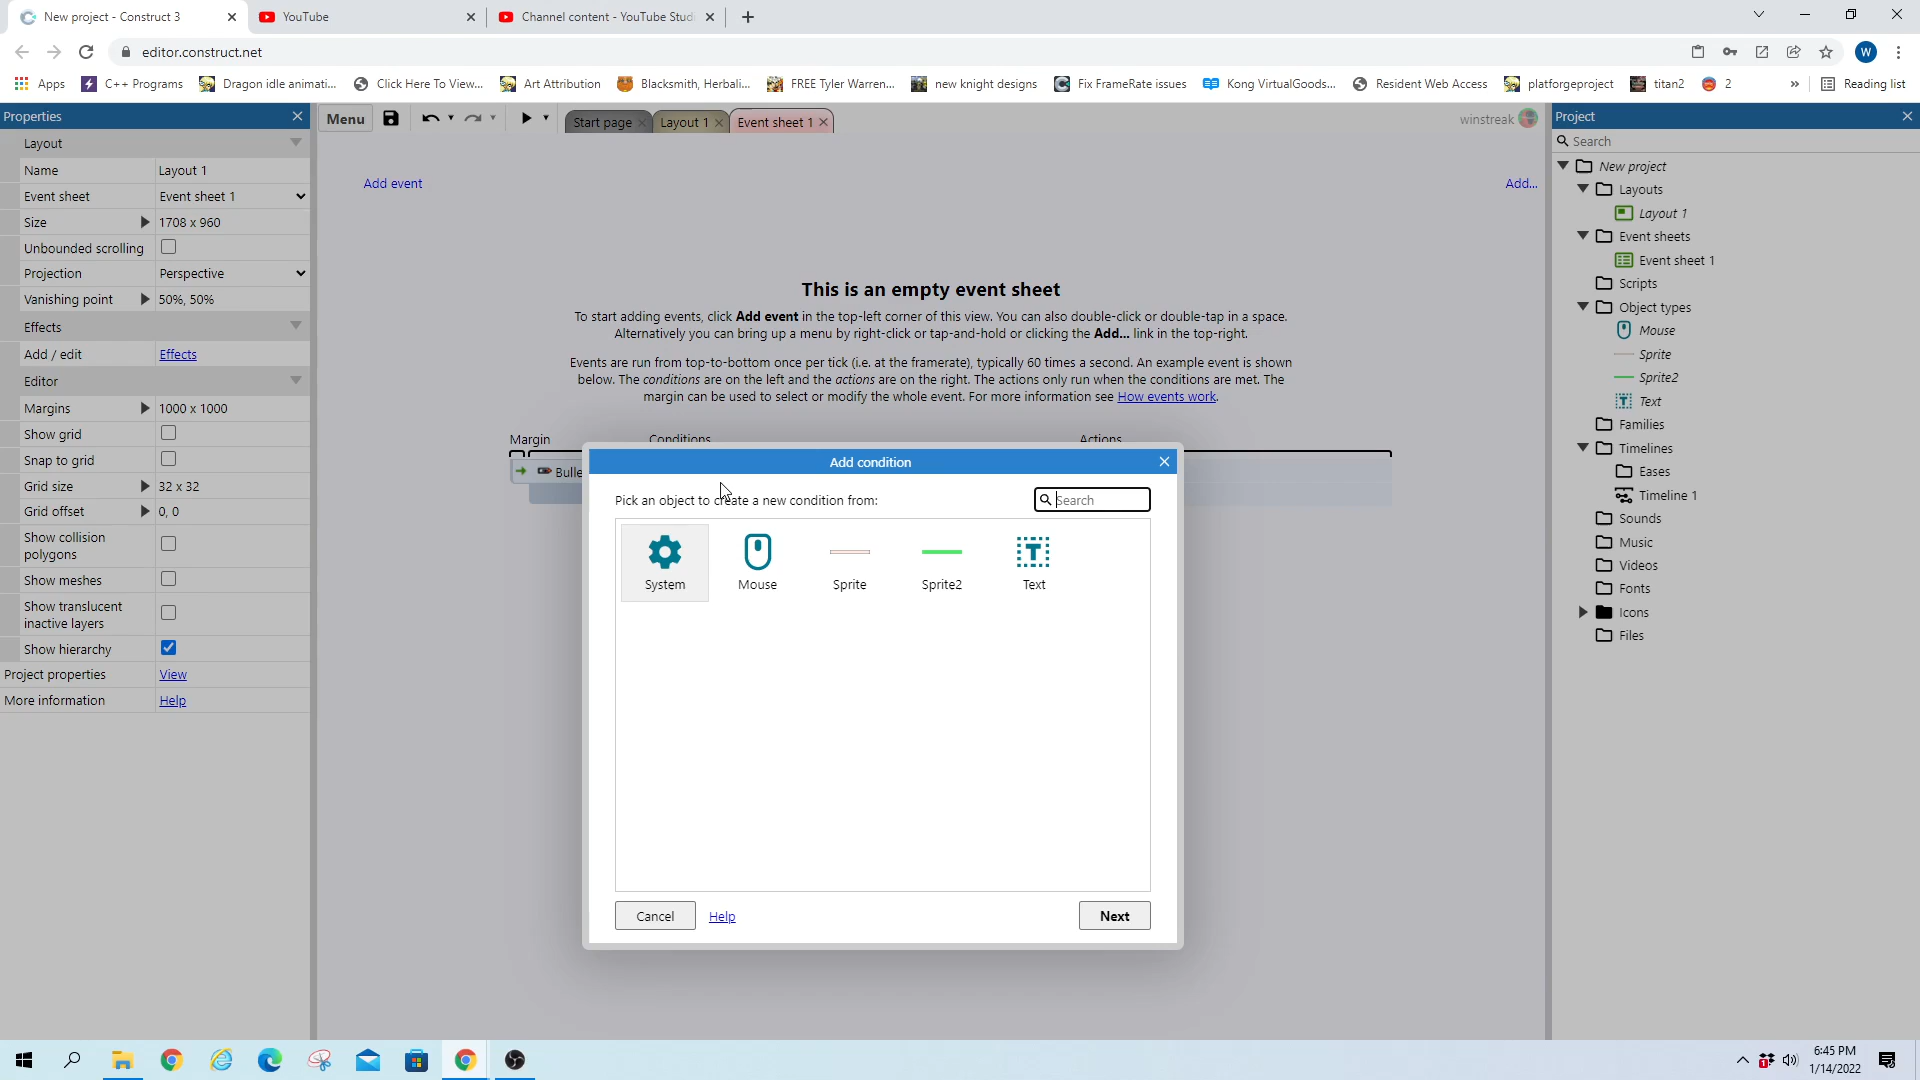 New project - Construct 3
YouTube
Channel content - YouTube Studi
editor.construct.net
W
Apps
C++ Programs
Dragon idle animati...
Click Here To View...
Art Attribution
Blacksmith, Herbali...
FREE Tyler Warren...
new knight designs
Fix FrameRate issues
Kong VirtualGoods...
Resident Web Access
platforgeproject
titan2
2
»
Reading list
Properties
Layout
Name Layout 1
Event sheet Event sheet 1
Size 1708 x 960
Unbounded scrolling
Projection Perspective
Vanishing point 50%, 50%
Effects
Add / edit Effects
Editor
Margins 1000 x 1000
Show grid
Snap to grid
Grid size 32 x 32
Grid offset 0, 0
Show collision
polygons
Show meshes
Show translucent
inactive layers
Show hierarchy
Project properties View
More information Help
Menu
Start page
Layout 1
Event sheet 1
winstreak
Add event
Add...
This is an empty event sheet
To start adding events, click Add event in the top-left corner of this view. You can also double-click or double-tap in a space.
Alternatively you can bring up a menu by right-click or tap-and-hold or clicking the Add... link in the top-right.
Events are run from top-to-bottom once per tick (i.e. at the framerate), typically 60 times a second. An example event is shown
below. The conditions are on the left and the actions are on the right. The actions only run when the conditions are met. The
margin can be used to select or modify the whole event. For more information see How events work.
Margin
Conditions
Actions
Bulle
Add condition
Pick an object to create a new condition from:
Search
System
Mouse
Sprite
Sprite2
Text
Cancel
Help
Next
Project
Search
New project
Layouts
Layout 1
Event sheets
Event sheet 1
Scripts
Object types
Mouse
Sprite
Sprite2
Text
Families
Timelines
Eases
Timeline 1
Sounds
Music
Videos
Fonts
Icons
Files
6:45 PM
1/14/2022